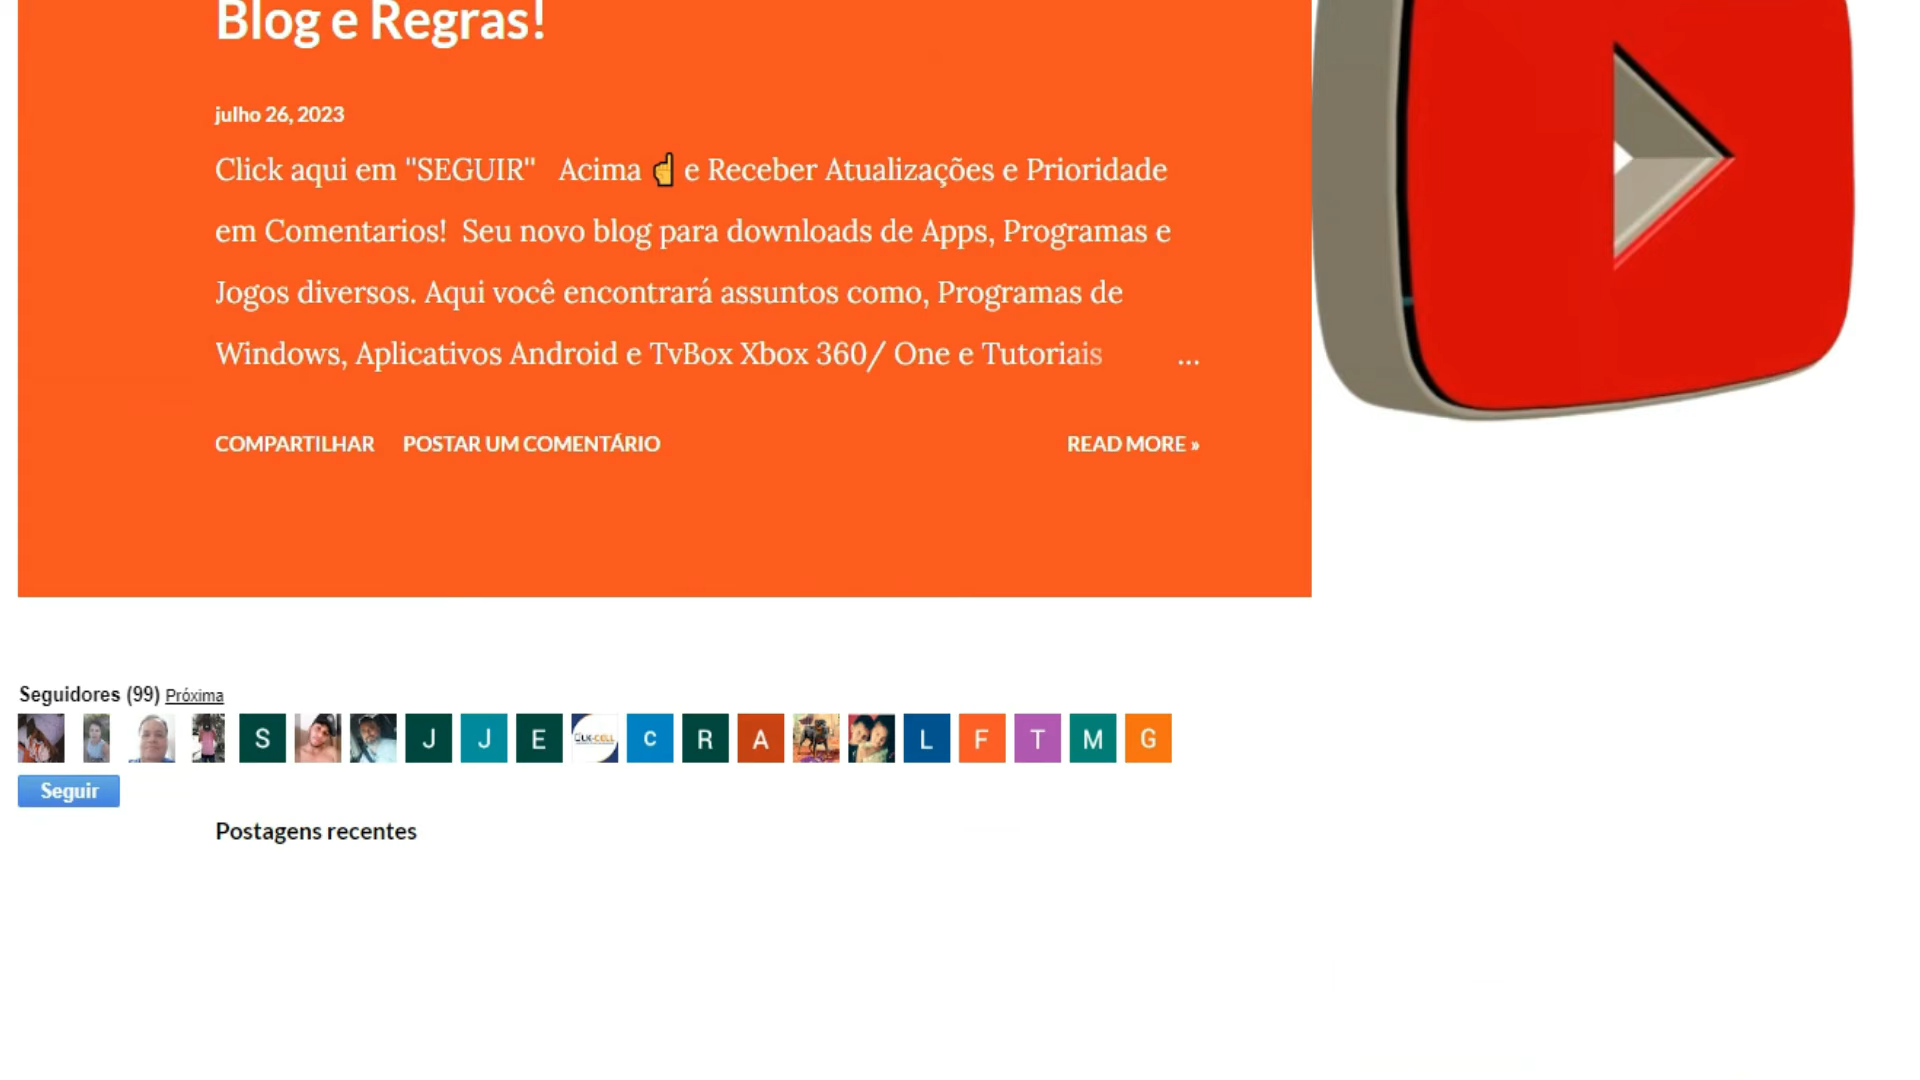 Blog e Regras!
julho 26, 2023
Click aqui em "SEGUIR" Acima ☝ e Receber Atualizações e Prioridade
em Comentarios! Seu novo blog para downloads de Apps, Programas e
Jogos diversos. Aqui você encontrará assuntos como, Programas de
Windows, Aplicativos Android e TvBox Xbox 360/ One e Tutoriais ...
COMPARTILHAR POSTAR UM COMENTÁRIO READ MORE »
Seguidores (99) Próxima
S J J E c R A L F T M G
Seguir
Postagens recentes